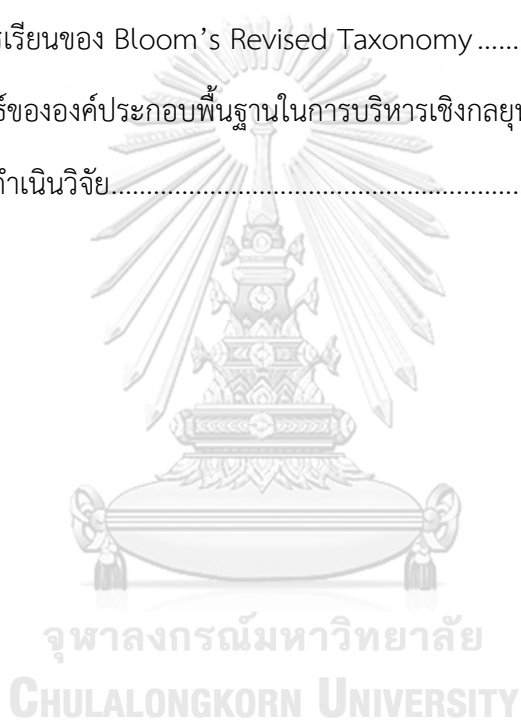 รเรียนของ Bloom’s Revised Taxonomy ......
ธ์ขององค์ประกอบพื้นฐานในการบริหารเชิงกลยุท
ำเนินวิจัย..........................................................
จุฬาลงกรณ์มหาวิทยาลัย
CHULALONGKORN UNIVERSITY